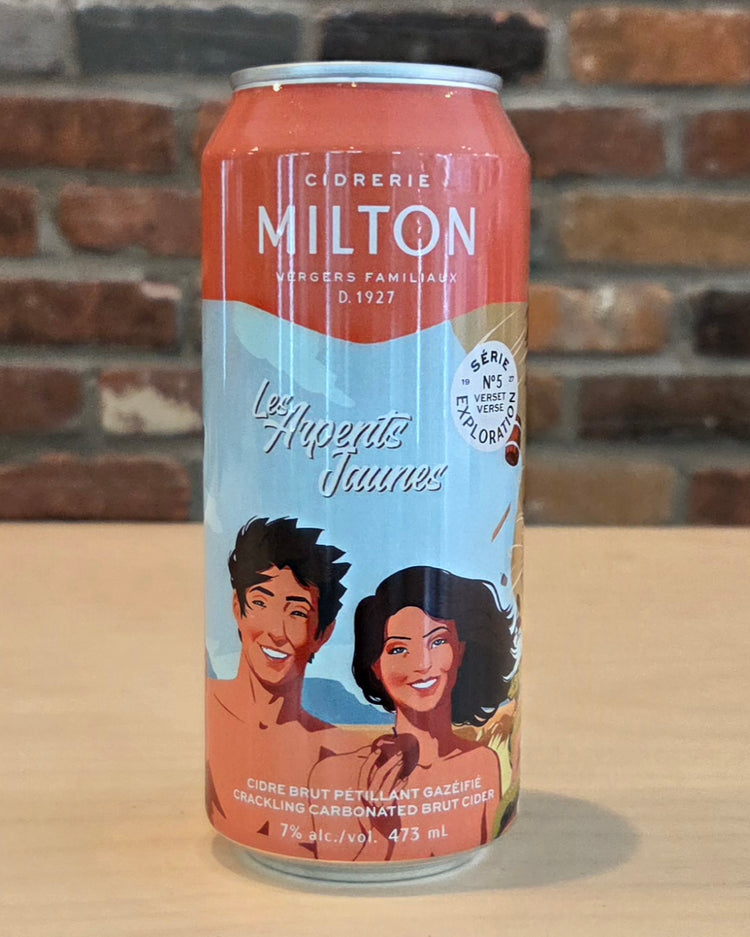 CIDRERIE
MILTON
VERGERS FAMILIAUX
D. 1927
SÉRIE
19 Nº5 27
VERSET
VERSE
EXPLORATION
Les
Arpents
Jaunes
CIDRE BRUT PÉTILLANT GAZÉIFIÉ
CRACKLING CARBONATED BRUT CIDER
7% alc./vol. 473 mL